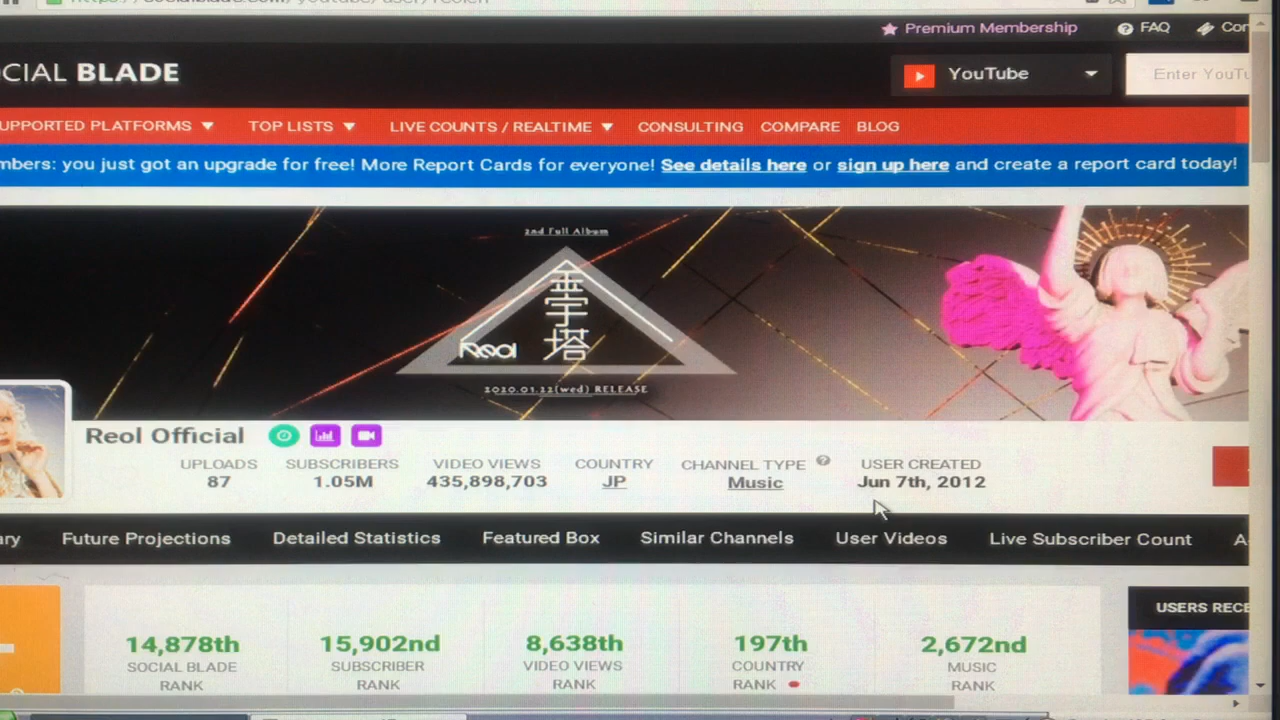 Premium Membership FAQ
OCIAL BLADE
YouTube
Enter YouTu
UPPORTED PLATFORMS TOP LISTS LIVE COUNTS / REALTIME CONSULTING COMPARE BLOG
mbers: you just got an upgrade for free! More Report Cards for everyone! See details here or sign up here and create a report card today!
2nd Full Album
金字塔
Reol
2020.01.22(wed) RELEASE
Reol Official
UPLOADS SUBSCRIBERS VIDEO VIEWS COUNTRY CHANNEL TYPE USER CREATED
87 1.05M 435,898,703 JP Music Jun 7th, 2012
ary Future Projections Detailed Statistics Featured Box Similar Channels User Videos Live Subscriber Count A
USERS RECE
14,878th 15,902nd 8,638th 197th 2,672nd
SOCIAL BLADE SUBSCRIBER VIDEO VIEWS COUNTRY MUSIC
RANK RANK RANK RANK RANK